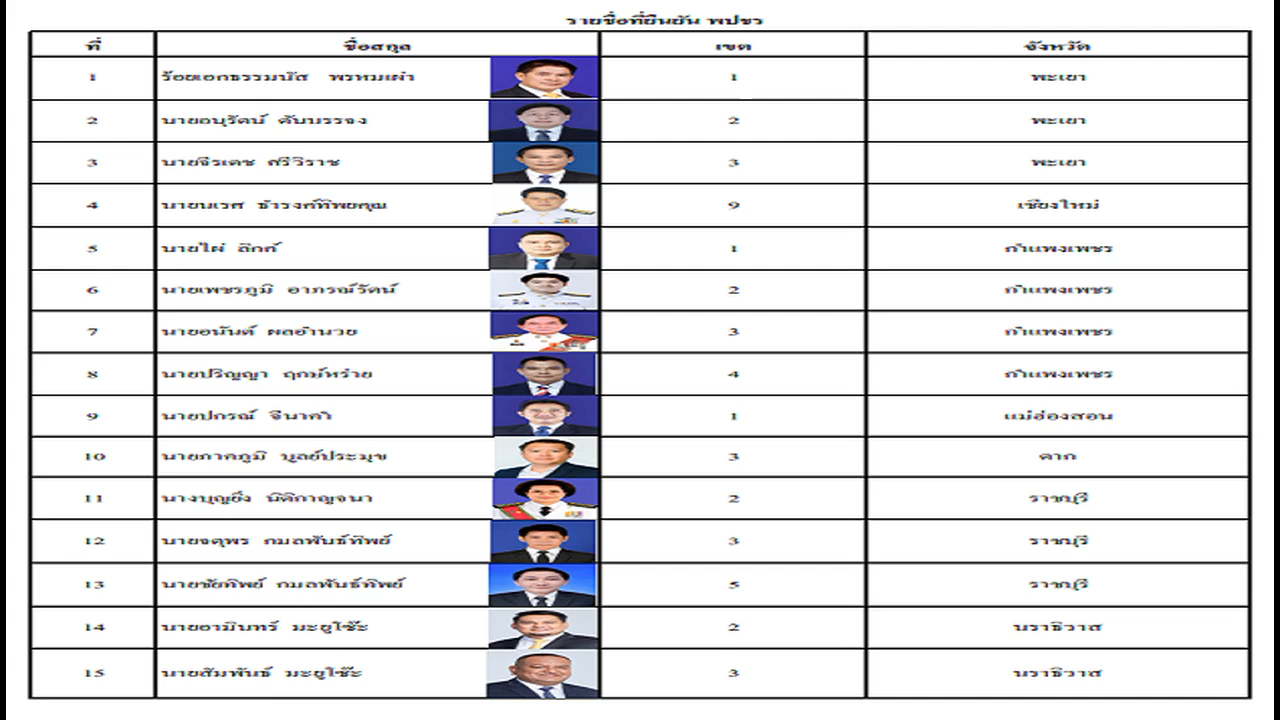 รายชื่อที่ยืนยัน พปชร
ที่ ชื่อสกุล เขต จังหวัด
1 ร้อยเอกธรรมนัส พรหมเผ่า 1 พะเยา
2 นายอนุรัตน์ ตันบรรจง 2 พะเยา
3 นายจีรเดช ศรีวิราช 3 พะเยา
4 นายนเรศ ธำรงค์ทิพยคุณ 9 เชียงใหม่
5 นายไผ่ ลิกค์ 1 กำแพงเพชร
6 นายเพชรภูมิ อาภรณ์รัตน์ 2 กำแพงเพชร
7 นายอนันต์ ผลอำนวย 3 กำแพงเพชร
8 นายปริญญา ฤกษ์หร่าย 4 กำแพงเพชร
9 นายปกรณ์ จีนาคำ 1 แม่ฮ่องสอน
10 นายภาคภูมิ บูลย์ประมุข 3 ตาก
11 นางบุญยิ่ง นิติกาญจนา 2 ราชบุรี
12 นายจตุพร กมลพันธ์ทิพย์ 3 ราชบุรี
13 นายชัยทิพย์ กมลพันธ์ทิพย์ 5 ราชบุรี
14 นายอามินทร์ มะยูโซ๊ะ 2 นราธิวาส
15 นายสัมพันธ์ มะยูโซ๊ะ 3 นราธิวาส